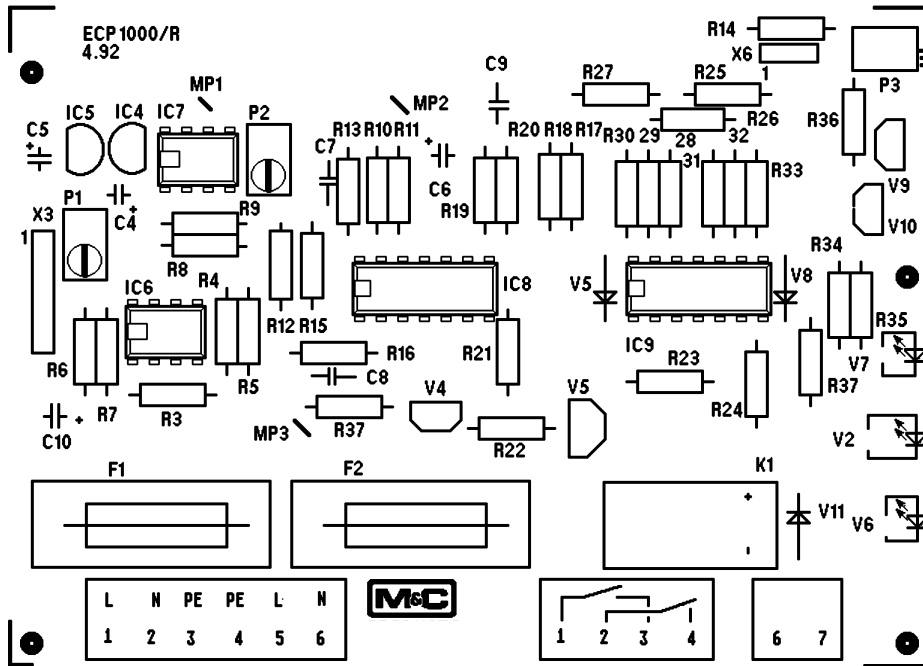 ECP1000/R
4.92
R14
X6
1
P3
C9
R27
R25
R26
R36
MP1
MP2
IC5
IC4
IC7
P2
C5
+
R13
R10
R11
C7
+
C6
R19
R20
R18
R17
R30
29
28
32
31
R33
V9
V10
X3
1
P1
C4
+
R9
R8
R4
IC6
R12
R15
IC8
V5
V8
R34
R35
R6
R7
R5
R3
R16
C8
R21
IC9
R23
R24
R37
V7
C10
+
MP3
R37
V4
R22
V5
V2
F1
F2
K1
+
-
V11
V6
L N PE PE L N
1 2 3 4 5 6
M&C
1 2 3 4
6 7